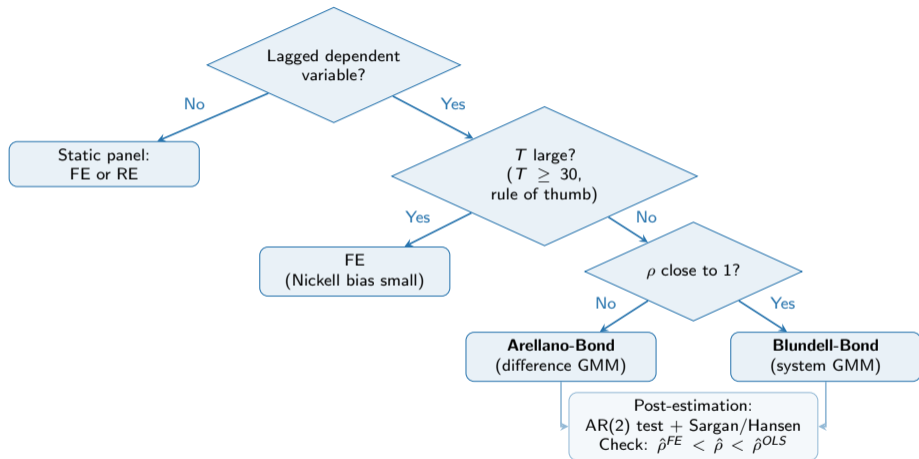 Lagged dependent
variable?
No
Yes
Static panel:
FE or RE
T large?
(T ≥ 30,
rule of thumb)
Yes
No
FE
(Nickell bias small)
ρ close to 1?
No
Yes
Arellano-Bond
(difference GMM)
Blundell-Bond
(system GMM)
Post-estimation:
AR(2) test + Sargan/Hansen
Check: ρ̂^FE < ρ̂ < ρ̂^OLS